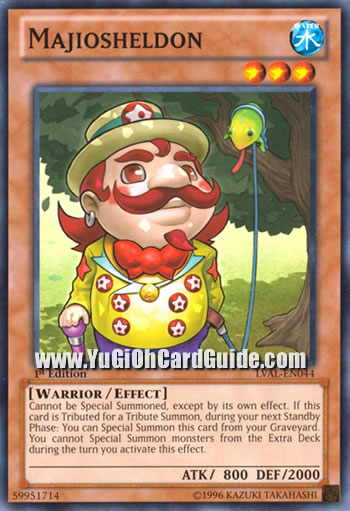 MAJIOSHELDON
WATER
水
www.YuGiOhCardGuide.com
1st Edition
LVAL-EN044
[WARRIOR / EFFECT]
Cannot be Special Summoned, except by its own effect. If this
card is Tributed for a Tribute Summon, during your next Standby
Phase: You can Special Summon this card from your Graveyard.
You cannot Special Summon monsters from the Extra Deck
during the turn you activate this effect.
ATK/ 800 DEF/2000
59951714
©1996 KAZUKI TAKAHASHI